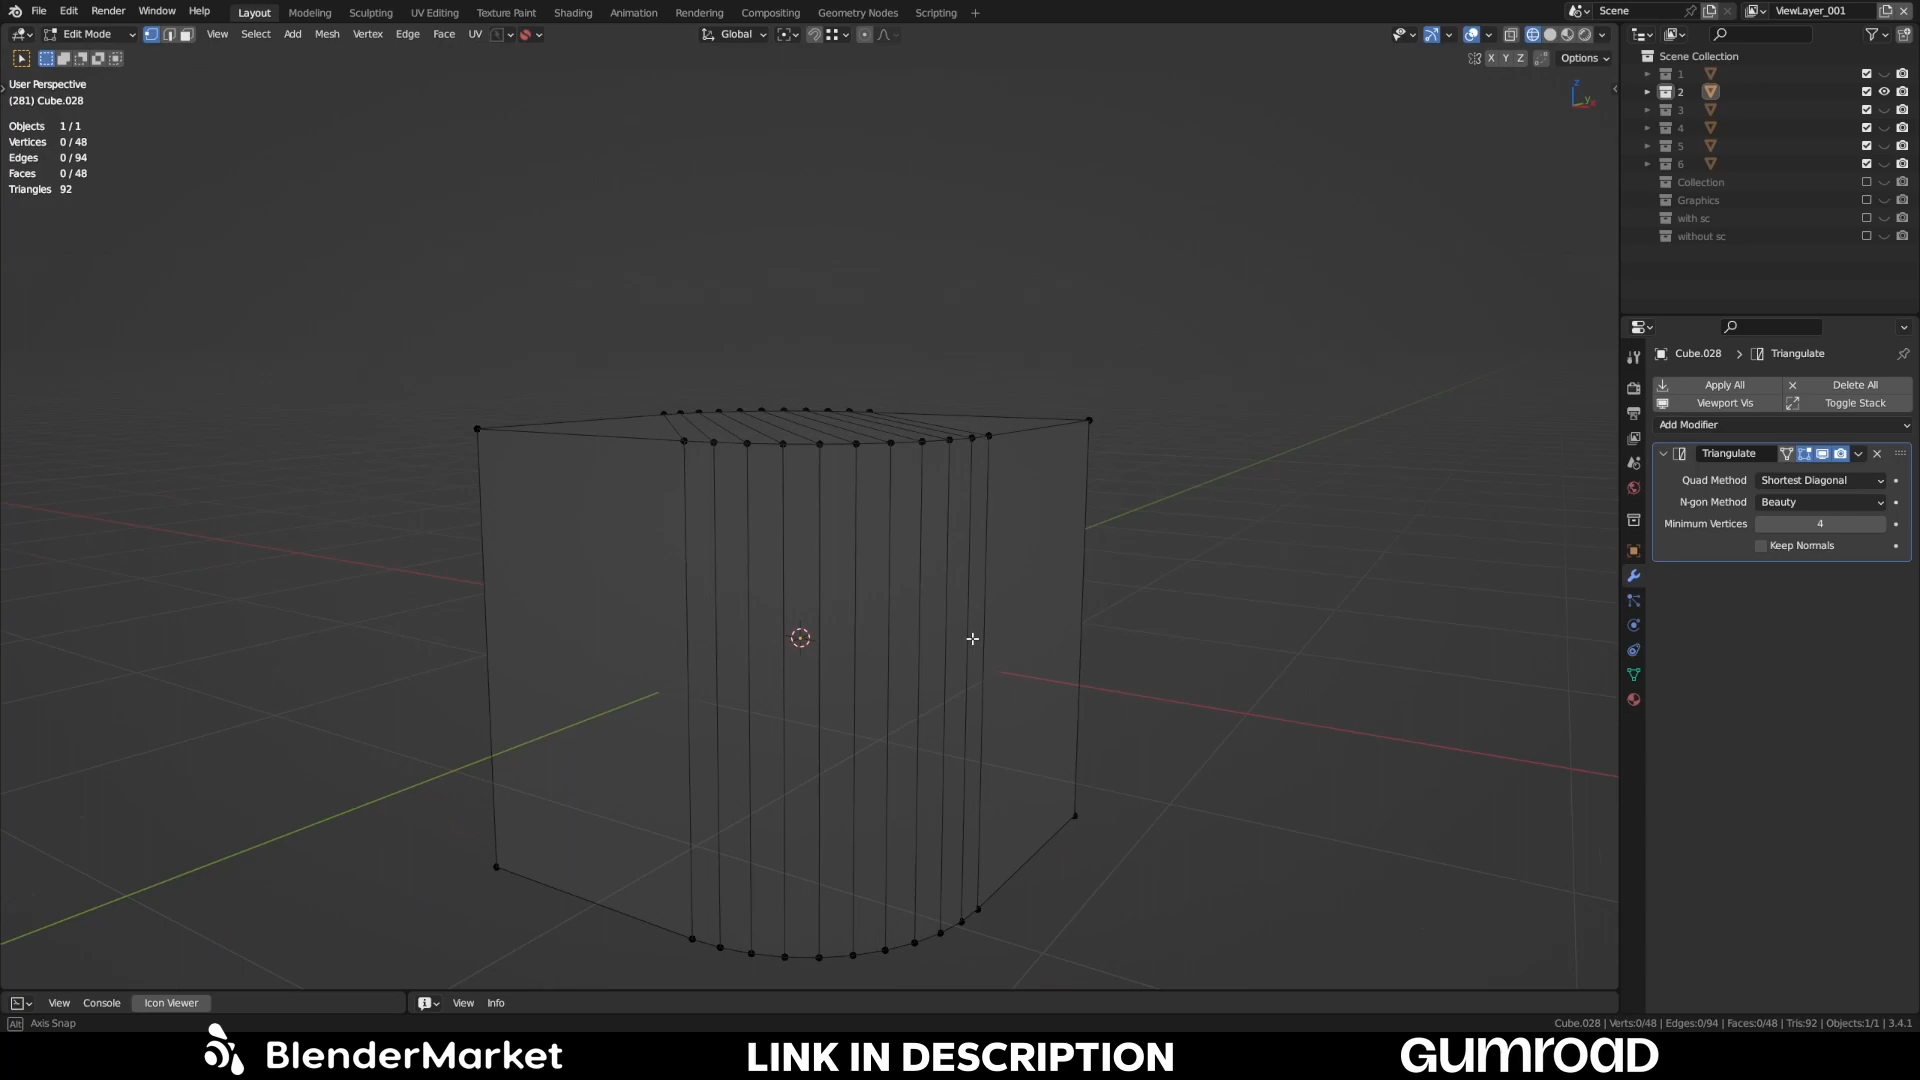 File Edit Render Window Help Layout Modeling Sculpting UV Editing Texture Paint Shading Animation Rendering Compositing Geometry Nodes Scripting + Scene ViewLayer_001
Edit Mode View Select Add Mesh Vertex Edge Face UV Global
X Y Z Options
User Perspective
(281) Cube.028
Objects 1 / 1
Vertices 0 / 48
Edges 0 / 94
Faces 0 / 48
Triangles 92
Z
Y
Scene Collection
1
2
3
4
5
6
Collection
Graphics
with sc
without sc
Cube.028 > Triangulate
Apply All Delete All
Viewport Vis Toggle Stack
Add Modifier
Triangulate
Quad Method Shortest Diagonal
N-gon Method Beauty
Minimum Vertices 4
Keep Normals
View Console Icon Viewer View Info
Alt Axis Snap Cube.028 | Verts:0/48 | Edges:0/94 | Faces:0/48 | Tris:92 | Objects:1/1 | 3.4.1
BlenderMarket LINK IN DESCRIPTION GUMROAD